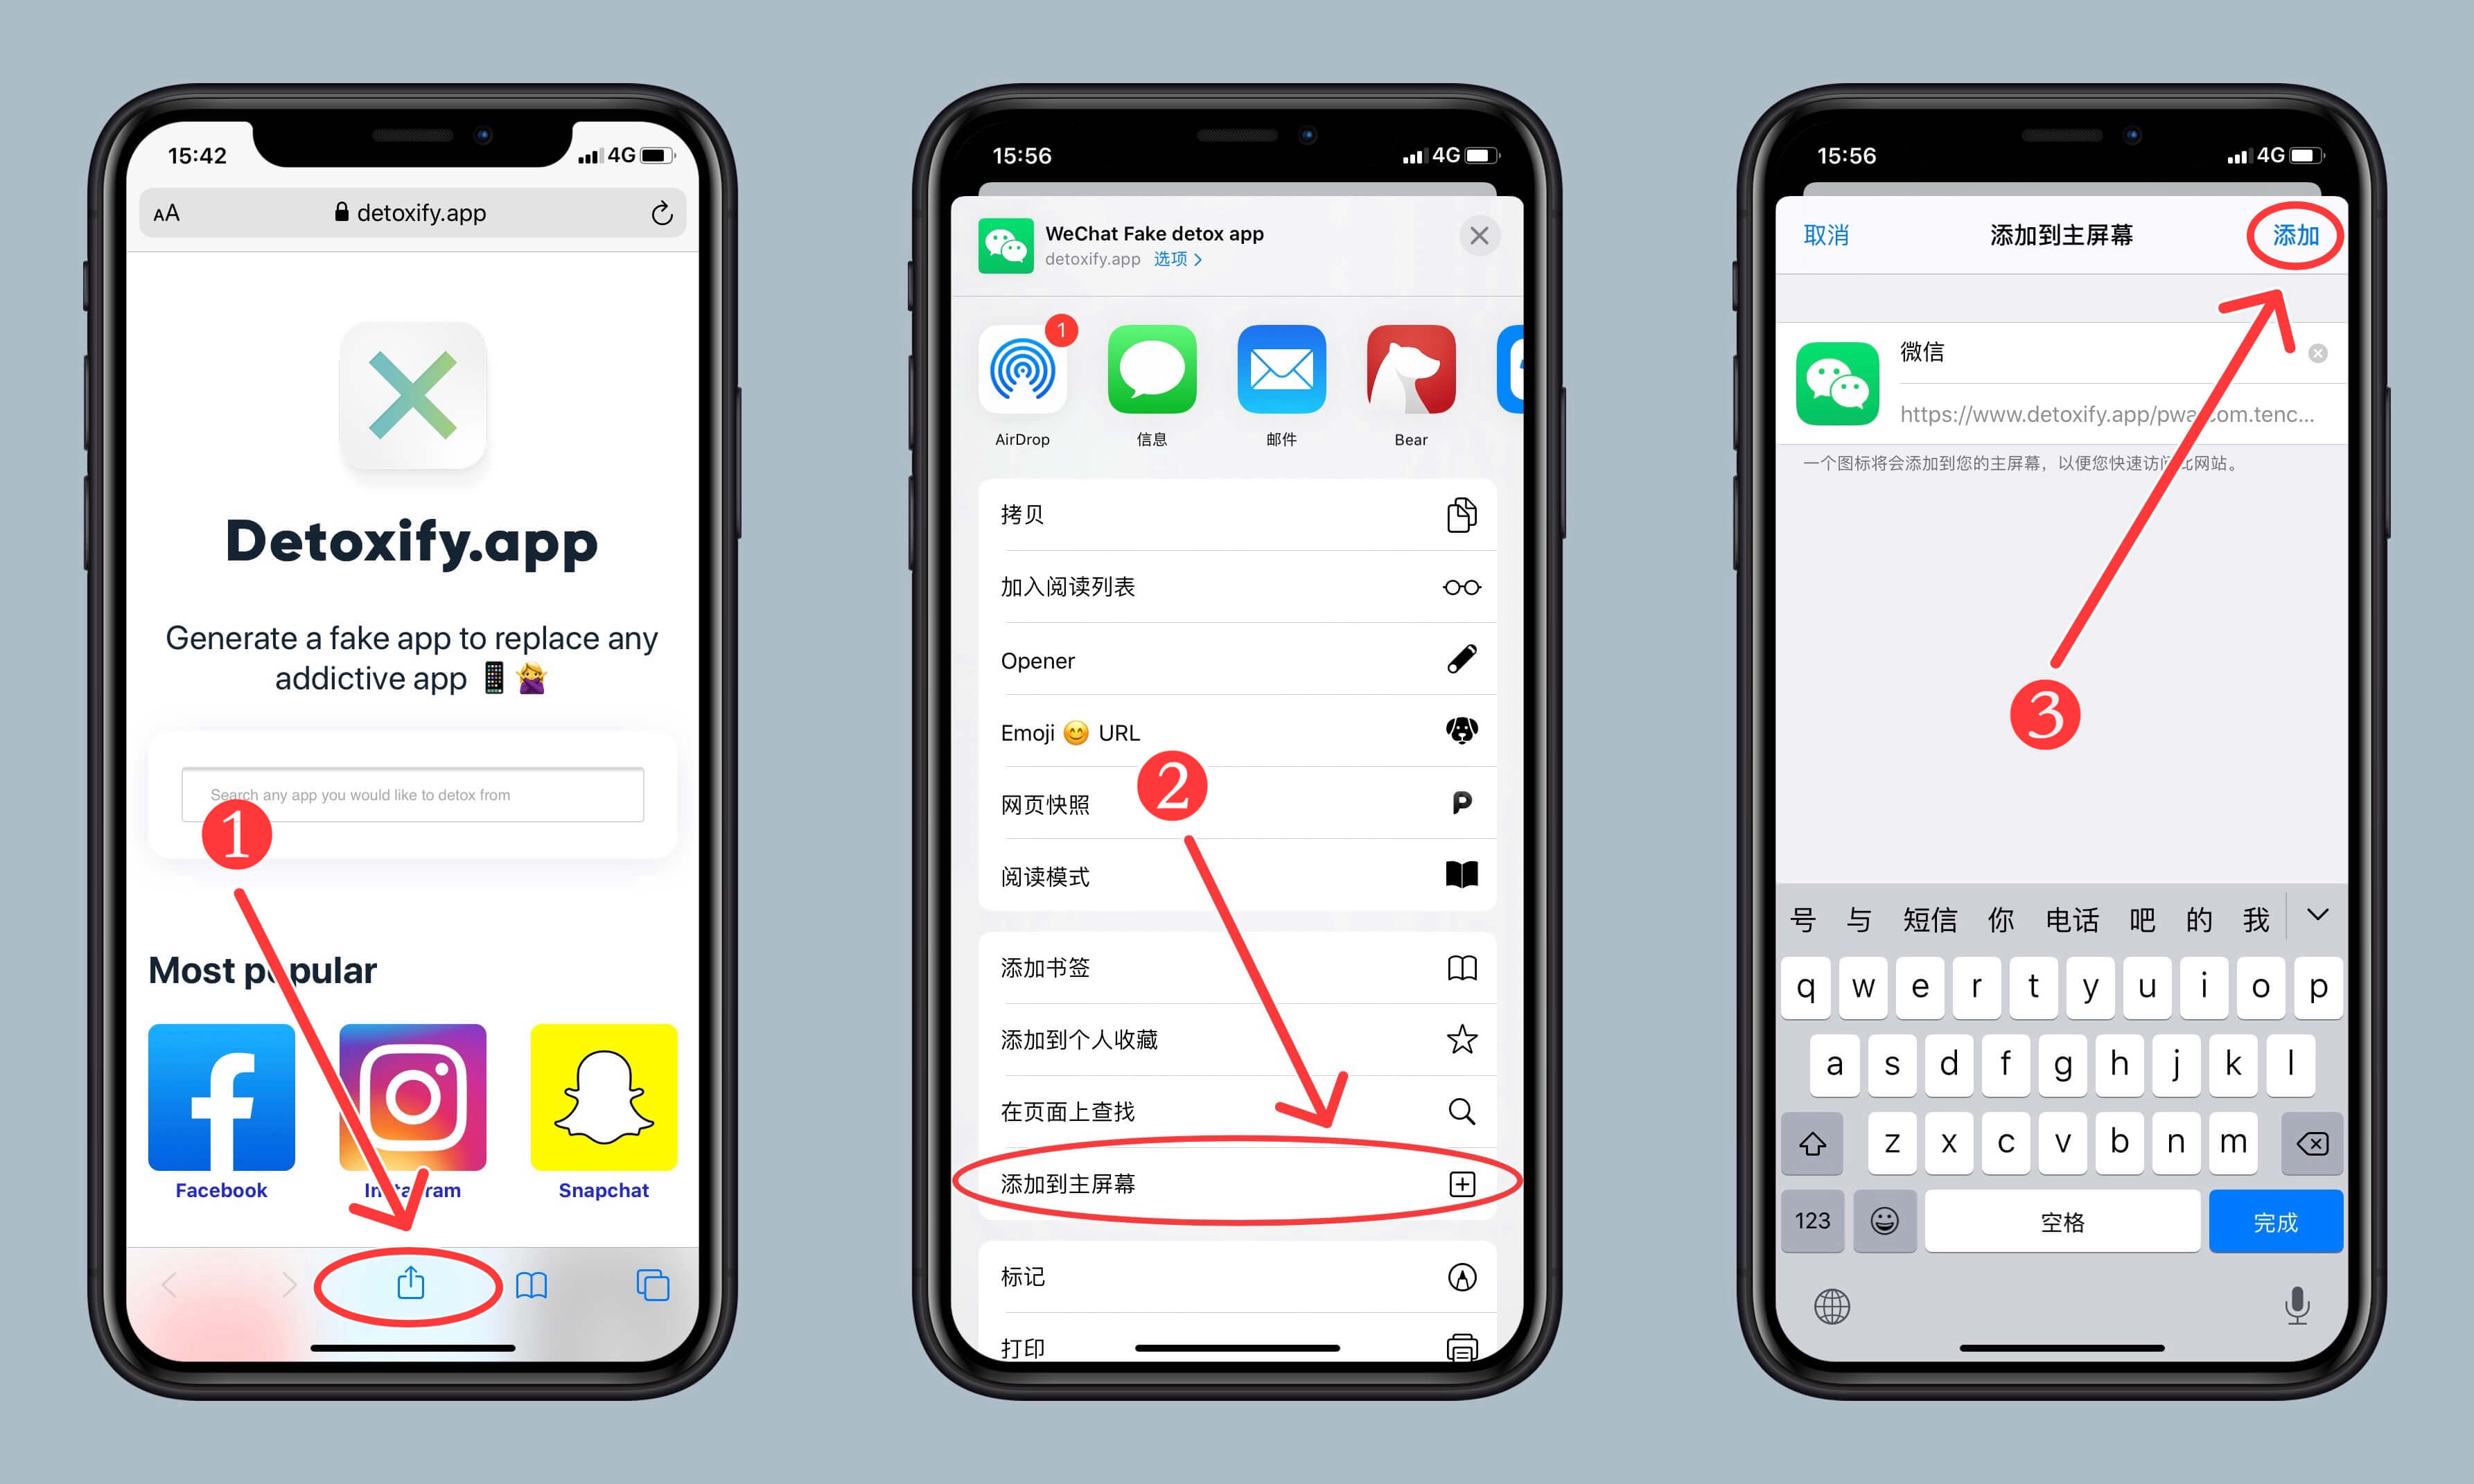 15:42
4G
AA
detoxify.app
Detoxify.app
Generate a fake app to replace any
addictive app
Search any app you would like to detox from
1
Most popular
Facebook
Instagram
Snapchat
15:56
4G
WeChat Fake detox app
detoxify.app 选项
1
AirDrop
信息
邮件
Bear
拷贝
加入阅读列表
Opener
Emoji 😊 URL
网页快照
2
阅读模式
添加书签
添加到个人收藏
在页面上查找
添加到主屏幕
标记
打印
15:56
4G
取消
添加到主屏幕
添加
微信
https://www.detoxify.app/pwa/com.tenc...
一个图标将会添加到您的主屏幕，以便您快速访问此网站。
3
号 与 短信 你 电话 吧 的 我
q w e r t y u i o p
a s d f g h j k l
z x c v b n m
123
空格
完成